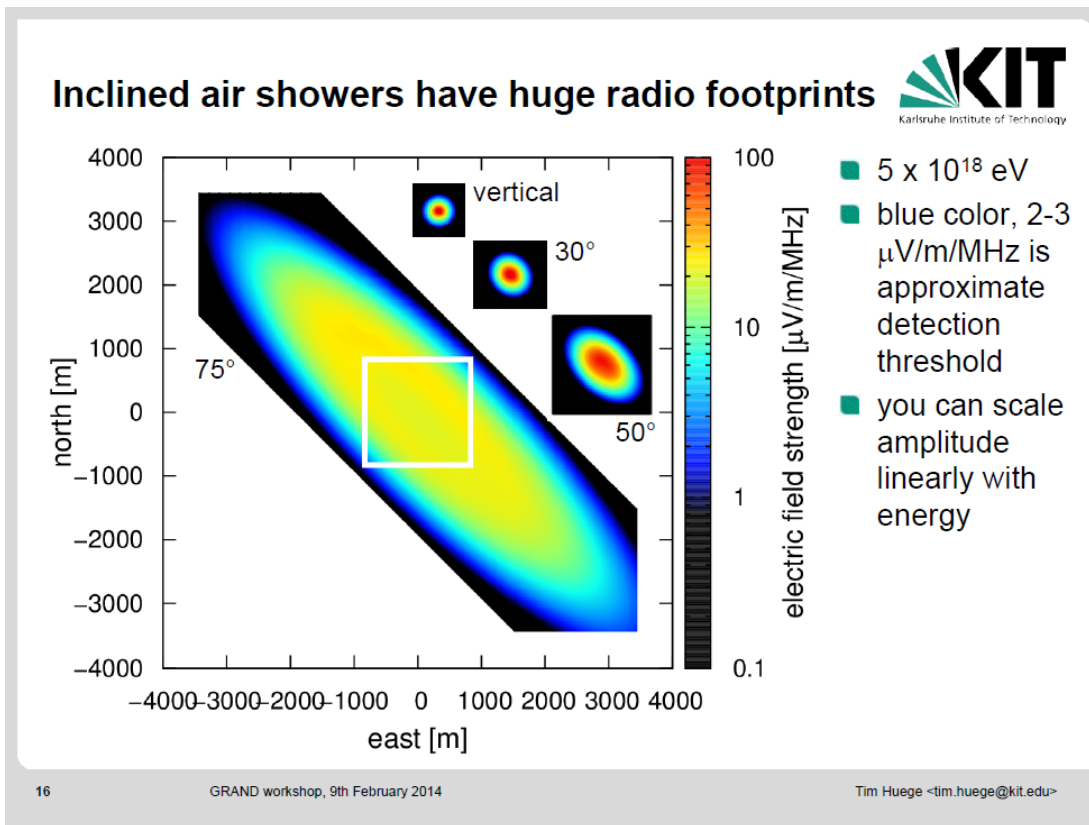 Inclined air showers have huge radio footprints
KIT
Karlsruhe Institute of Technology
4000
3000
2000
1000
0
−1000
−2000
−3000
−4000
north [m]
−4000−3000−2000−1000 0 1000 2000 3000 4000
east [m]
vertical
30°
50°
75°
100
10
1
0.1
electric field strength [µV/m/MHz]
5 x 10¹⁸ eV
blue color, 2-3
µV/m/MHz is
approximate
detection
threshold
you can scale
amplitude
linearly with
energy
16
GRAND workshop, 9th February 2014
Tim Huege <tim.huege@kit.edu>